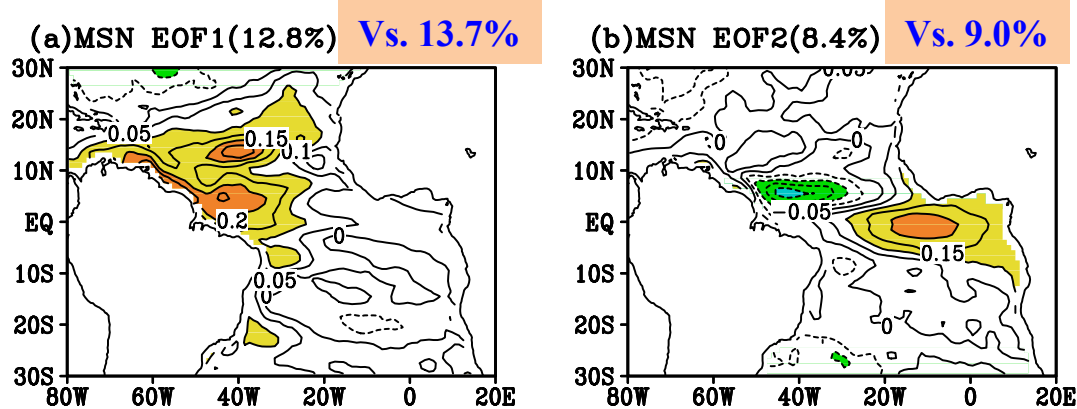 (a)MSN EOF1(12.8%) Vs. 13.7%
30N
20N
10N
EQ
10S
20S
30S
80W 60W 40W 20W 0 20E
0.05
0.15
0.1
0.2
0
0.05
0
(b)MSN EOF2(8.4%) Vs. 9.0%
30N
20N
10N
EQ
10S
20S
30S
80W 60W 40W 20W 0 20E
0.05
0
0
-0.05
0.15
0